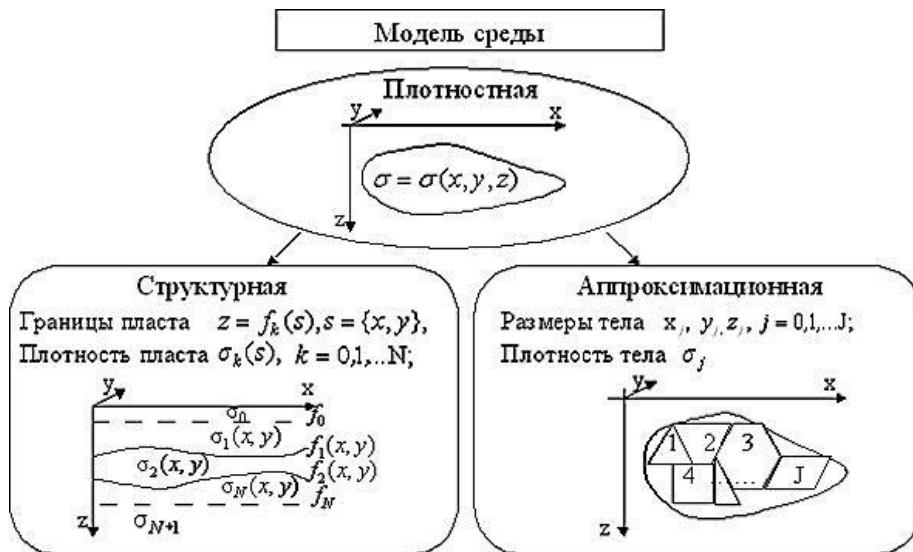 Модель среды
Плотностная
y
x
σ = σ(x, y, z)
z
Структурная
Границы пласта z = f_k(s), s = {x, y},
Плотность пласта σ_k(s), k = 0,1,...N;
y
x
σ_0 f_0
σ_1(x, y) f_1(x, y)
σ_2(x, y) f_2(x, y)
σ_N(x, y) f_N
z σ_N+1
Аппроксимационная
Размеры тела x_j, y_j, z_j, j = 0,1,...J;
Плотность тела σ_j
y
x
1 2 3
4 ...... J
z